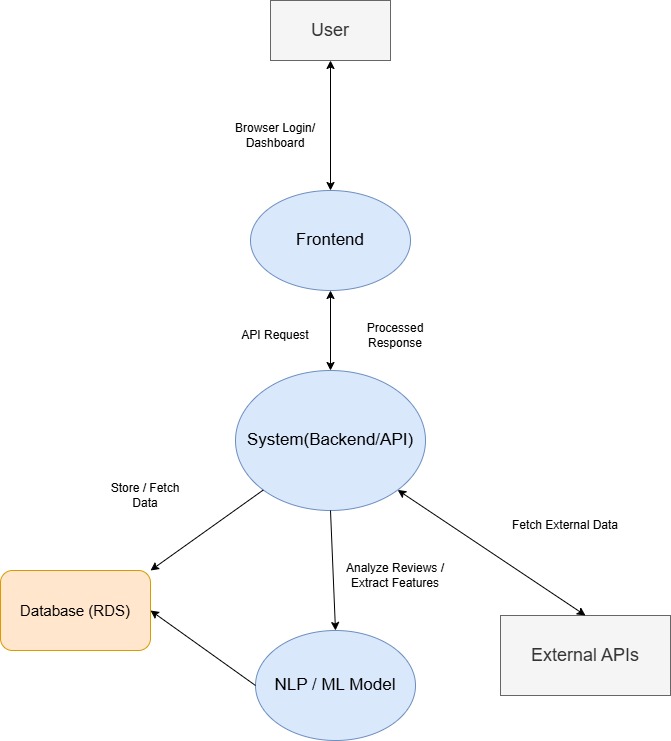 User
Browser Login/
Dashboard
Frontend
API Request
Processed
Response
System(Backend/API)
Store / Fetch
Data
Fetch External Data
Analyze Reviews /
Extract Features
Database (RDS)
External APIs
NLP / ML Model